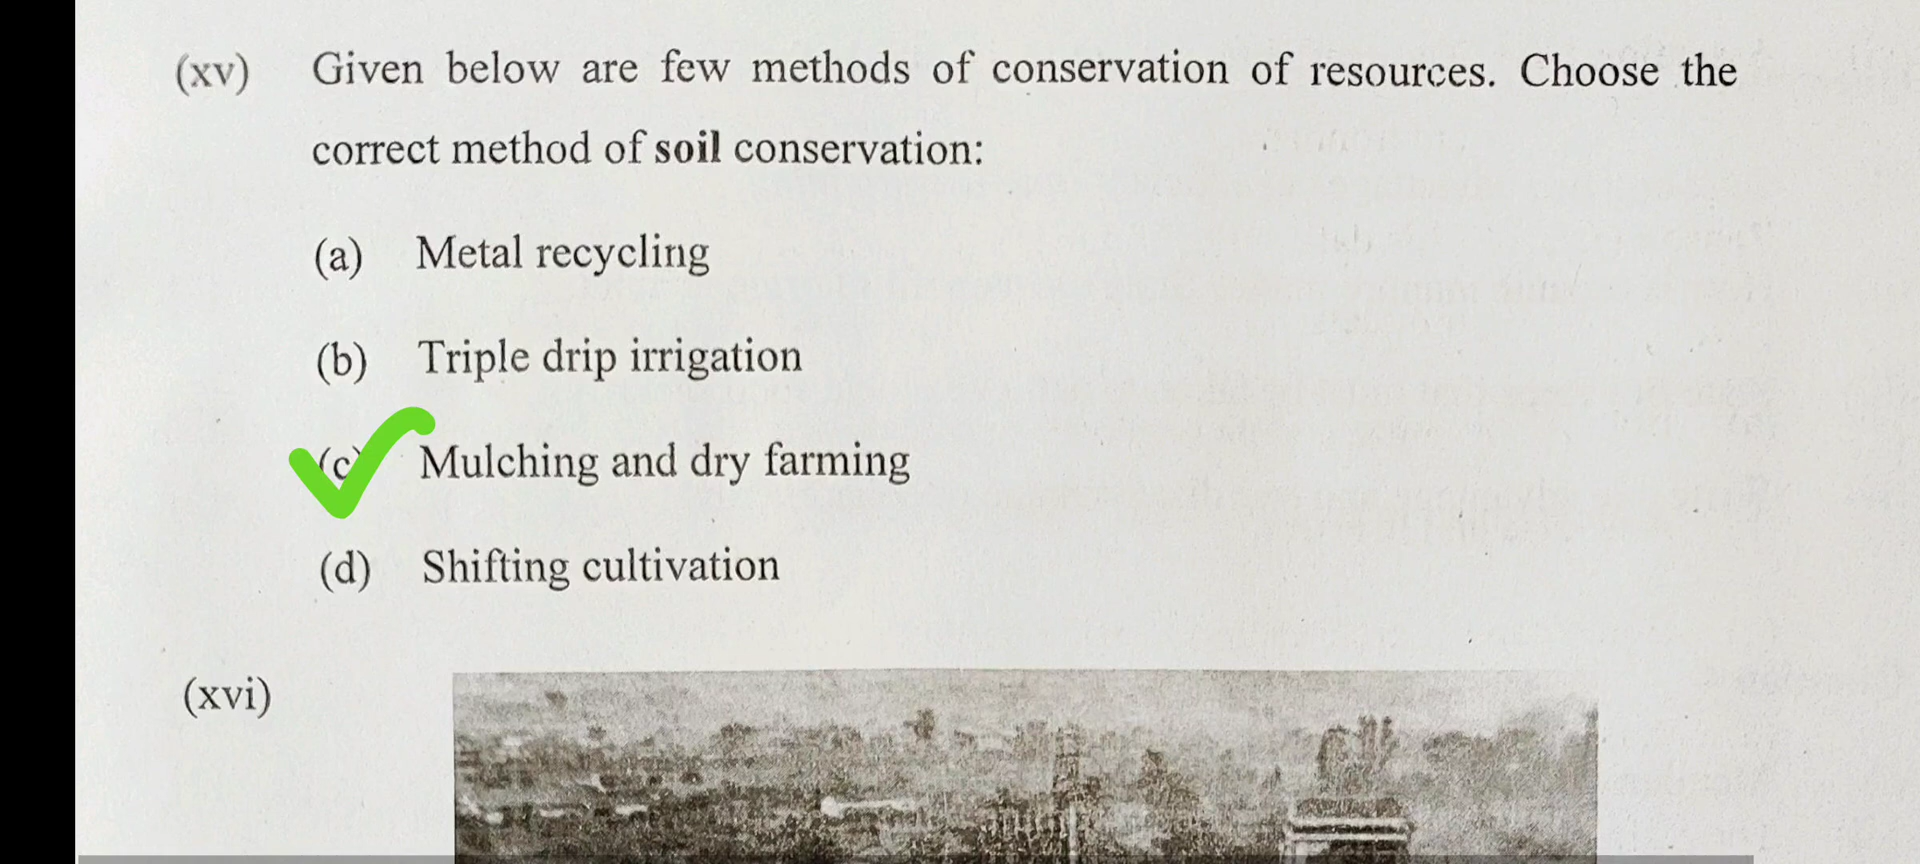 (xv) Given below are few methods of conservation of resources. Choose the
correct method of soil conservation:
(a) Metal recycling
(b) Triple drip irrigation
(c) Mulching and dry farming
(d) Shifting cultivation
(xvi)